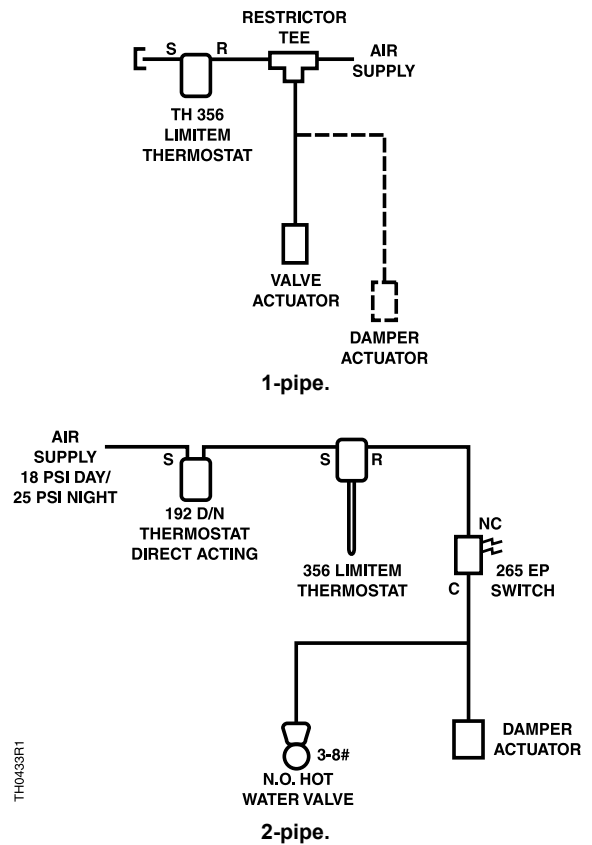 RESTRICTOR
TEE
S
R
AIR
SUPPLY
TH 356
LIMITEM
THERMOSTAT
VALVE
ACTUATOR
DAMPER
ACTUATOR
1-pipe.
AIR
SUPPLY
18 PSI DAY/
25 PSI NIGHT
S
192 D/N
THERMOSTAT
DIRECT ACTING
S
R
356 LIMITEM
THERMOSTAT
NC
265 EP
SWITCH
C
3-8#
N.O. HOT
WATER VALVE
DAMPER
ACTUATOR
TH0433R1
2-pipe.